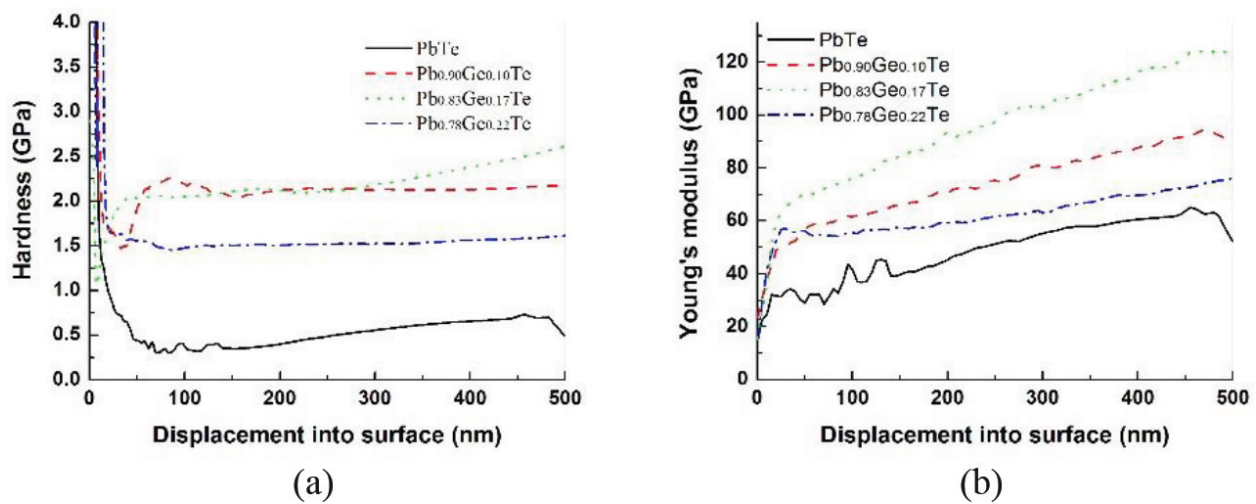 4.0
3.5
3.0
2.5
2.0
1.5
1.0
0.5
0.0
Hardness (GPa)
PbTe
Pb0.90Ge0.10Te
Pb0.83Ge0.17Te
Pb0.78Ge0.22Te
0 100 200 300 400 500
Displacement into surface (nm)
(a)
120
100
80
60
40
20
0
Young's modulus (GPa)
PbTe
Pb0.90Ge0.10Te
Pb0.83Ge0.17Te
Pb0.78Ge0.22Te
0 100 200 300 400 500
Displacement into surface (nm)
(b)